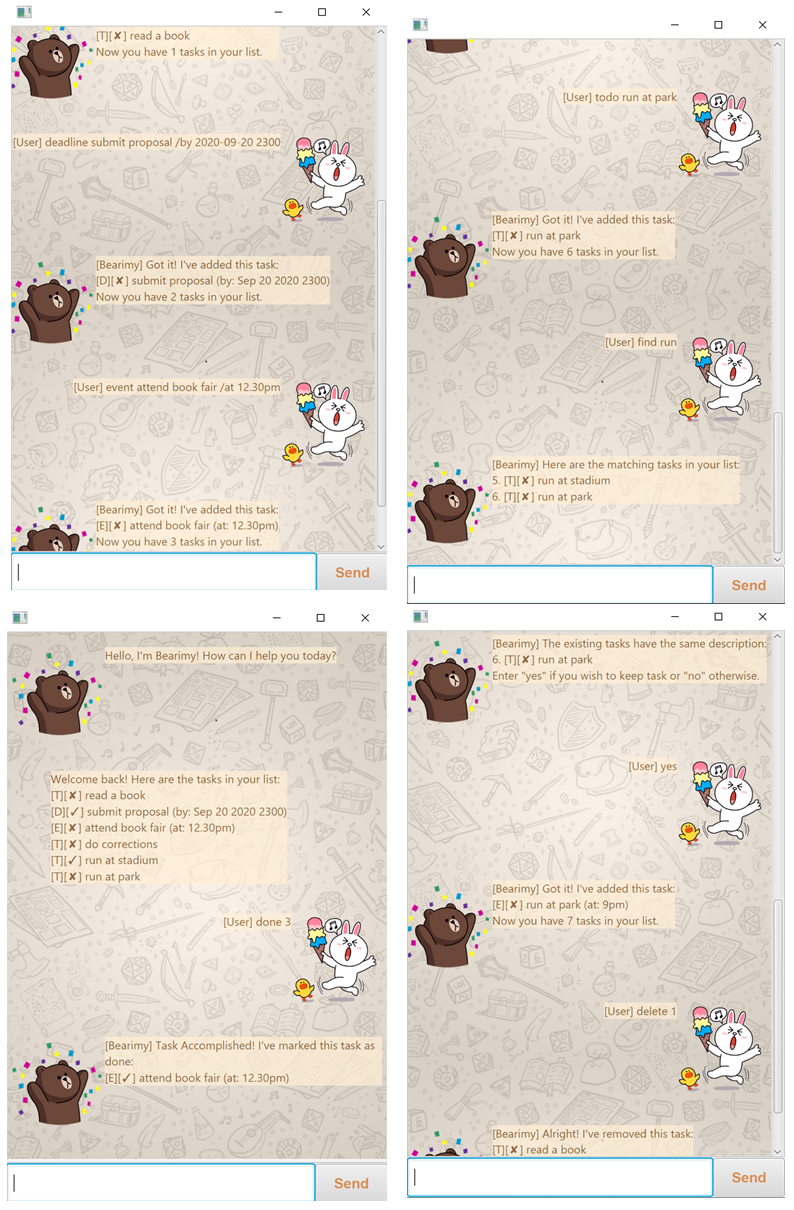 [T][✘] read a book
Now you have 1 tasks in your list.
[User] deadline submit proposal /by 2020-09-20 2300
[Bearimy] Got it! I've added this task:
[D][✘] submit proposal (by: Sep 20 2020 2300)
Now you have 2 tasks in your list.
[User] event attend book fair /at 12.30pm
[Bearimy] Got it! I've added this task:
[E][✘] attend book fair (at: 12.30pm)
Now you have 3 tasks in your list.
Send
[User] todo run at park
[Bearimy] Got it! I've added this task:
[T][✘] run at park
Now you have 6 tasks in your list.
[User] find run
[Bearimy] Here are the matching tasks in your list:
5. [T][✘] run at stadium
6. [T][✘] run at park
Send
Hello, I'm Bearimy! How can I help you today?
Welcome back! Here are the tasks in your list:
[T][✘] read a book
[D][✓] submit proposal (by: Sep 20 2020 2300)
[E][✘] attend book fair (at: 12.30pm)
[T][✘] do corrections
[T][✓] run at stadium
[T][✘] run at park
[User] done 3
[Bearimy] Task Accomplished! I've marked this task as
done:
[E][✓] attend book fair (at: 12.30pm)
Send
[Bearimy] The existing tasks have the same description:
6. [T][✘] run at park
Enter "yes" if you wish to keep task or "no" otherwise.
[User] yes
[Bearimy] Got it! I've added this task:
[E][✘] run at park (at: 9pm)
Now you have 7 tasks in your list.
[User] delete 1
[Bearimy] Alright! I've removed this task:
[T][✘] read a book
Send